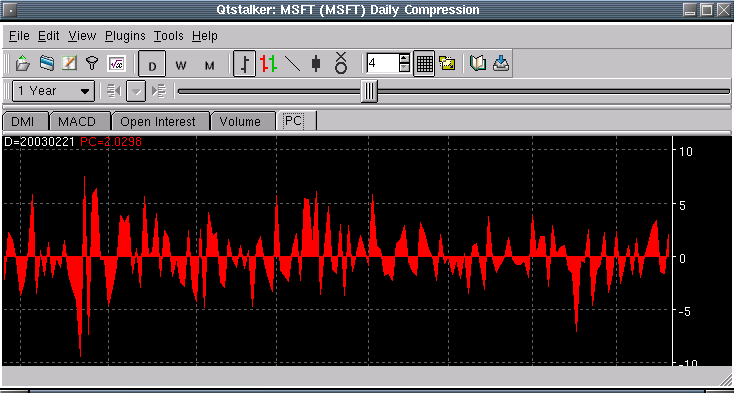 Qtstalker: MSFT (MSFT) Daily Compression
File Edit View Plugins Tools Help
D W M 4
1 Year
DMI MACD Open Interest Volume PC
D=20030221 PC=2.0298
10
5
0
-5
-10